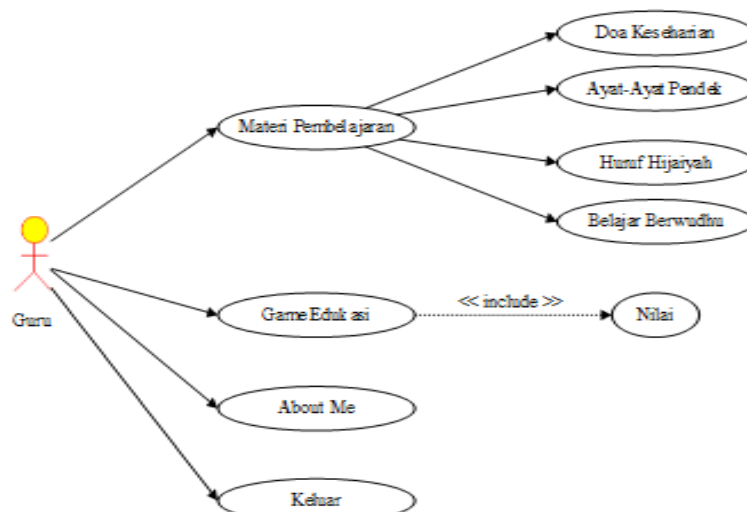 Doa Keseharian
Ayat-Ayat Pendek
Materi Pembelajaran
Huruf Hijaiyah
Belajar Berwudhu
Guru
Game Edukasi
<< include >>
Nilai
About Me
Keluar